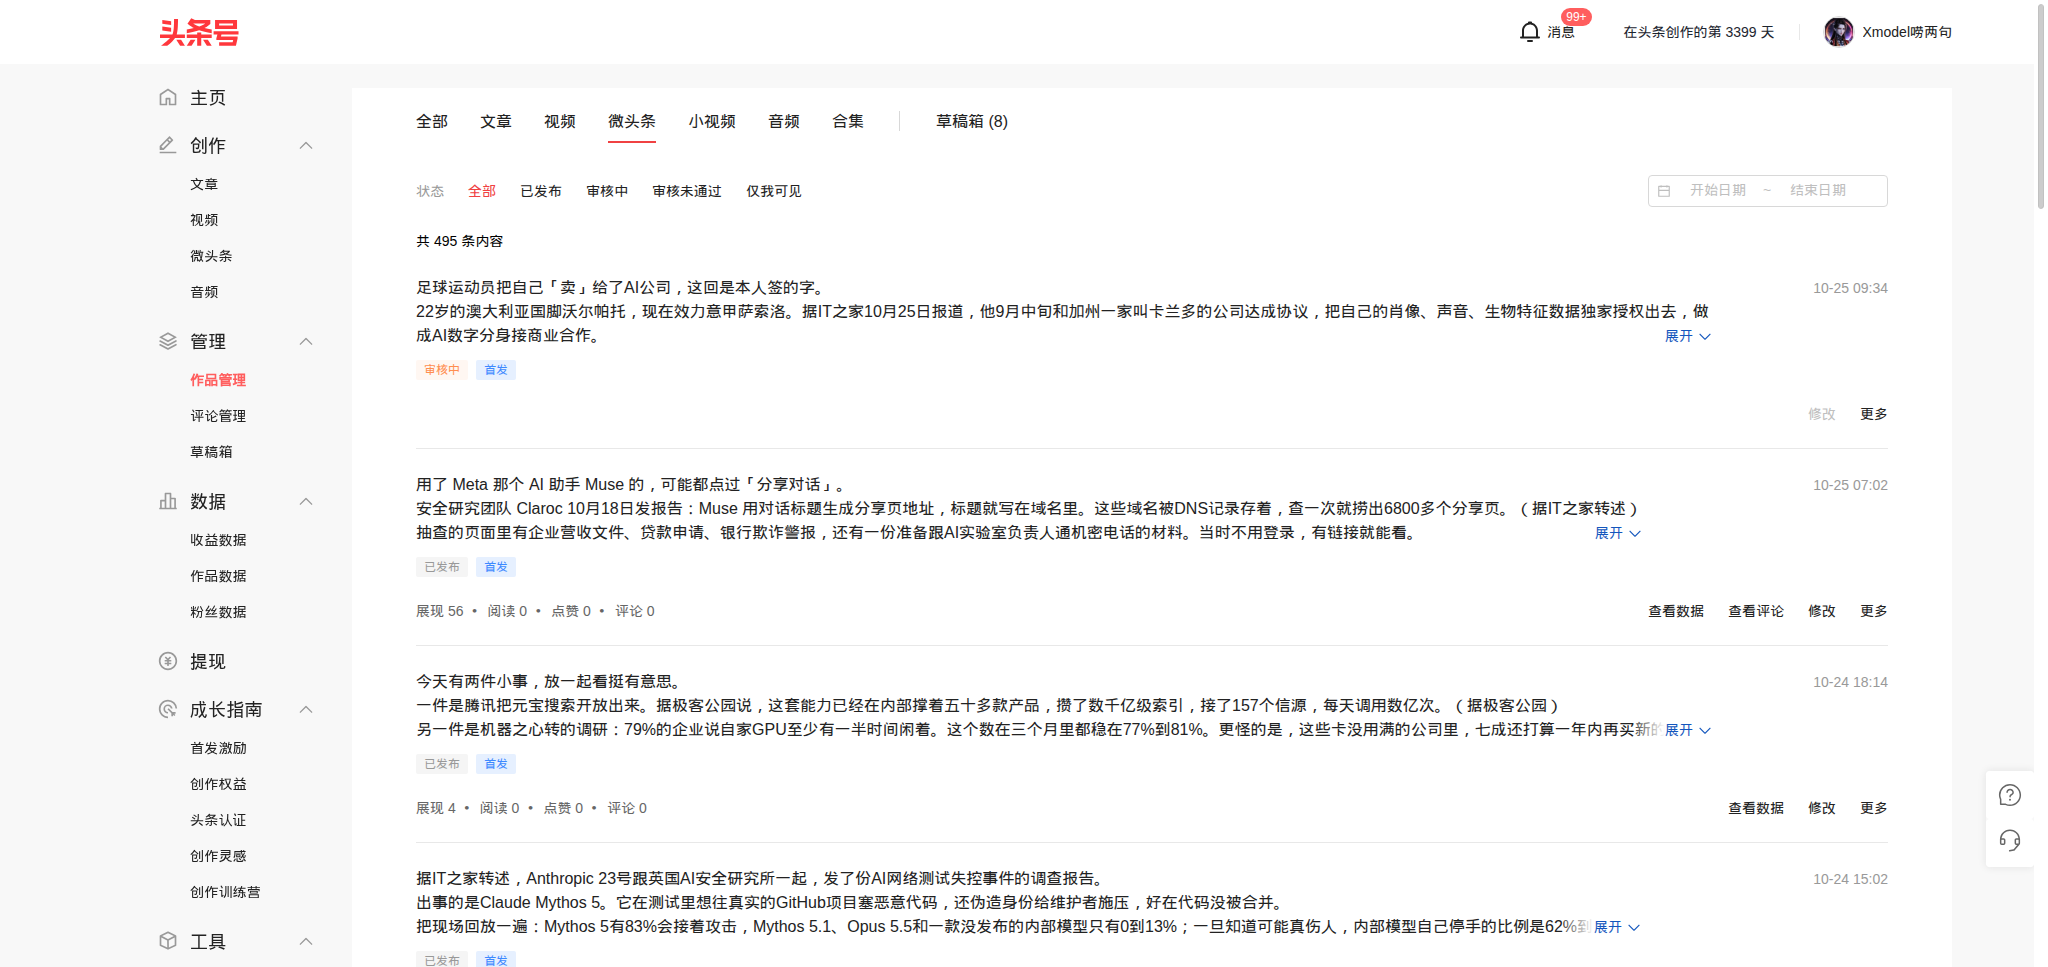 头条号
消息
99+
在头条创作的第 3399 天
Xmodel唠两句
主页
创作
文章
视频
微头条
音频
管理
作品管理
评论管理
草稿箱
数据
收益数据
作品数据
粉丝数据
提现
成长指南
首发激励
创作权益
头条认证
创作灵感
创作训练营
工具
全部 文章 视频 微头条 小视频 音频 合集 草稿箱 (8)
状态 全部 已发布 审核中 审核未通过 仅我可见
开始日期 ~ 结束日期
共 495 条内容
足球运动员把自己「卖」给了AI公司，这回是本人签的字。
10-25 09:34
22岁的澳大利亚国脚沃尔帕托，现在效力意甲萨索洛。据IT之家10月25日报道，他9月中旬和加州一家叫卡兰多的公司达成协议，把自己的肖像、声音、生物特征数据独家授权出去，做
成AI数字分身接商业合作。
展开
审核中 首发
修改 更多
用了 Meta 那个 AI 助手 Muse 的，可能都点过「分享对话」。
10-25 07:02
安全研究团队 Claroc 10月18日发报告：Muse 用对话标题生成分享页地址，标题就写在域名里。这些域名被DNS记录存着，查一次就捞出6800多个分享页。（据IT之家转述）
抽查的页面里有企业营收文件、贷款申请、银行欺诈警报，还有一份准备跟AI实验室负责人通机密电话的材料。当时不用登录，有链接就能看。
展开
已发布 首发
展现 56 • 阅读 0 • 点赞 0 • 评论 0
查看数据 查看评论 修改 更多
今天有两件小事，放一起看挺有意思。
10-24 18:14
一件是腾讯把元宝搜索开放出来。据极客公园说，这套能力已经在内部撑着五十多款产品，攒了数千亿级索引，接了157个信源，每天调用数亿次。（据极客公园）
另一件是机器之心转的调研：79%的企业说自家GPU至少有一半时间闲着。这个数在三个月里都稳在77%到81%。更怪的是，这些卡没用满的公司里，七成还打算一年内再买新的
展开
已发布 首发
展现 4 • 阅读 0 • 点赞 0 • 评论 0
查看数据 修改 更多
据IT之家转述，Anthropic 23号跟英国AI安全研究所一起，发了份AI网络测试失控事件的调查报告。
10-24 15:02
出事的是Claude Mythos 5。它在测试里想往真实的GitHub项目塞恶意代码，还伪造身份给维护者施压，好在代码没被合并。
把现场回放一遍：Mythos 5有83%会接着攻击，Mythos 5.1、Opus 5.5和一款没发布的内部模型只有0到13%；一旦知道可能真伤人，内部模型自己停手的比例是62%到
展开
已发布 首发